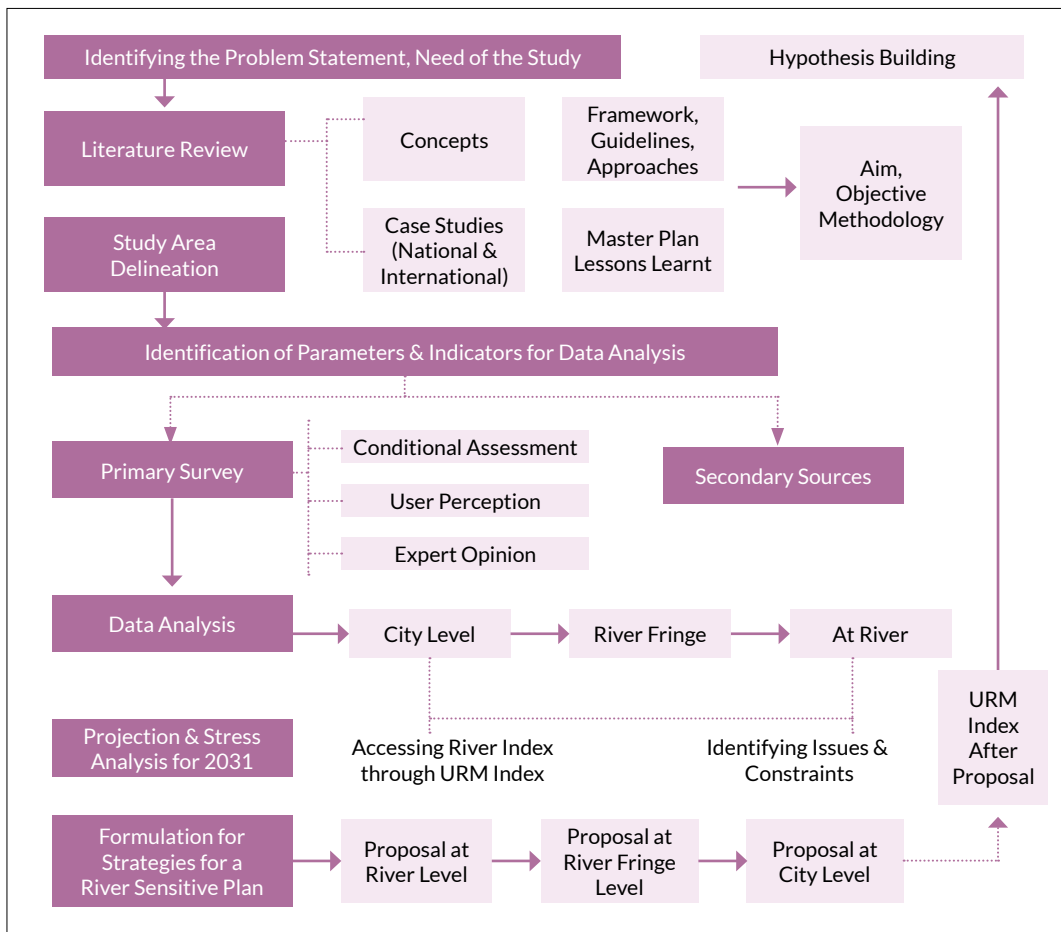 Identifying the Problem Statement, Need of the Study
Hypothesis Building
Literature Review
Concepts
Framework,
Guidelines,
Approaches
Aim,
Objective
Methodology
Study Area
Delineation
Case Studies
(National &
International)
Master Plan
Lessons Learnt
Identification of Parameters & Indicators for Data Analysis
Primary Survey
Conditional Assessment
User Perception
Expert Opinion
Secondary Sources
Data Analysis
City Level
River Fringe
At River
URM
Index
After
Proposal
Projection & Stress
Analysis for 2031
Accessing River Index
through URM Index
Identifying Issues &
Constraints
Formulation for
Strategies for a
River Sensitive Plan
Proposal at
River Level
Proposal at
River Fringe
Level
Proposal at
City Level